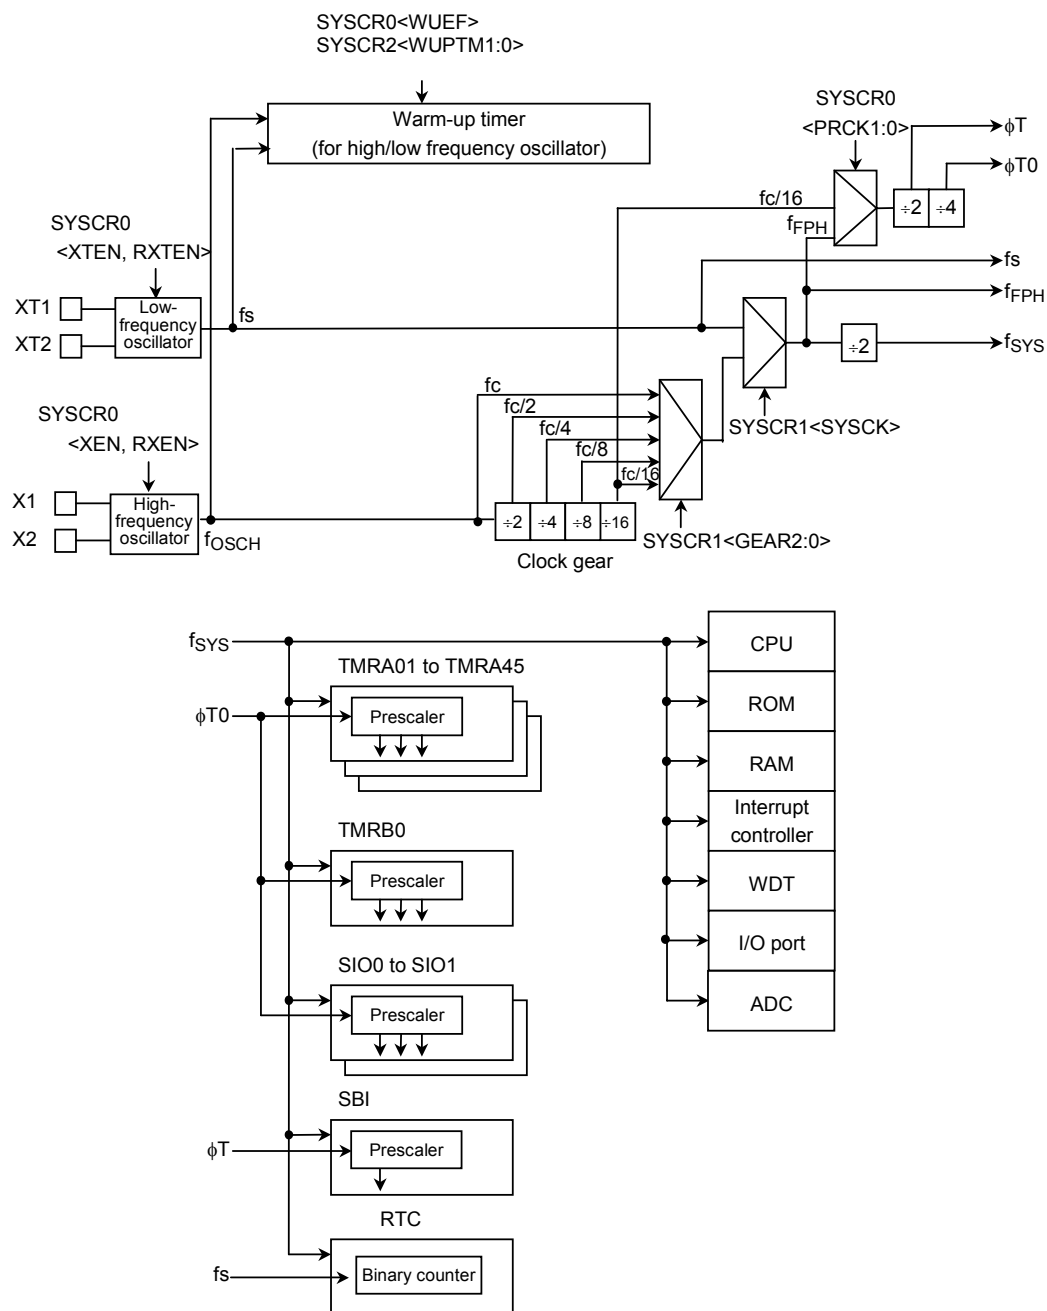 SYSCR0<WUEF>
SYSCR2<WUPTM1:0>
Warm-up timer
(for high/low frequency oscillator)
SYSCR0
<PRCK1:0>
ϕT
ϕT0
fc/16
fFPH
÷2
÷4
SYSCR0
<XTEN, RXTEN>
XT1
XT2
Low-
frequency
oscillator
fs
fs
fFPH
÷2
fSYS
SYSCR1<SYSCK>
fc
fc/2
fc/4
fc/8
fc/16
SYSCR0
<XEN, RXEN>
X1
X2
High-
frequency
oscillator
fOSCH
÷2
÷4
÷8
÷16
Clock gear
SYSCR1<GEAR2:0>
fSYS
TMRA01 to TMRA45
ϕT0
Prescaler
TMRB0
Prescaler
SIO0 to SIO1
Prescaler
SBI
ϕT
Prescaler
RTC
fs
Binary counter
CPU
ROM
RAM
Interrupt
controller
WDT
I/O port
ADC